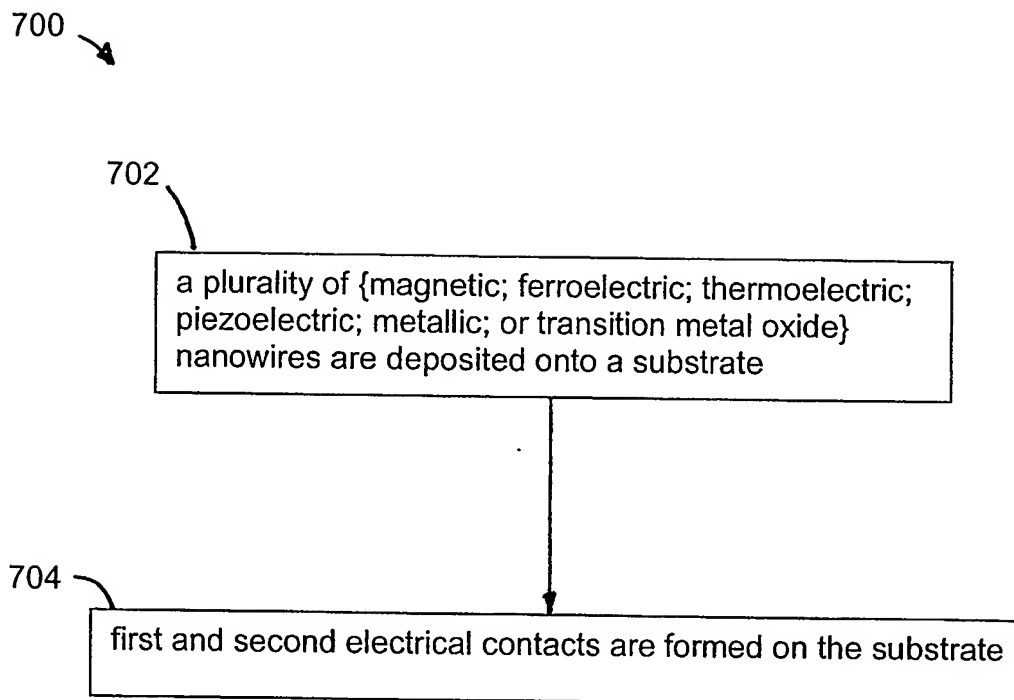 700
702
a plurality of {magnetic; ferroelectric; thermoelectric;
piezoelectric; metallic; or transition metal oxide}
nanowires are deposited onto a substrate
704
first and second electrical contacts are formed on the substrate